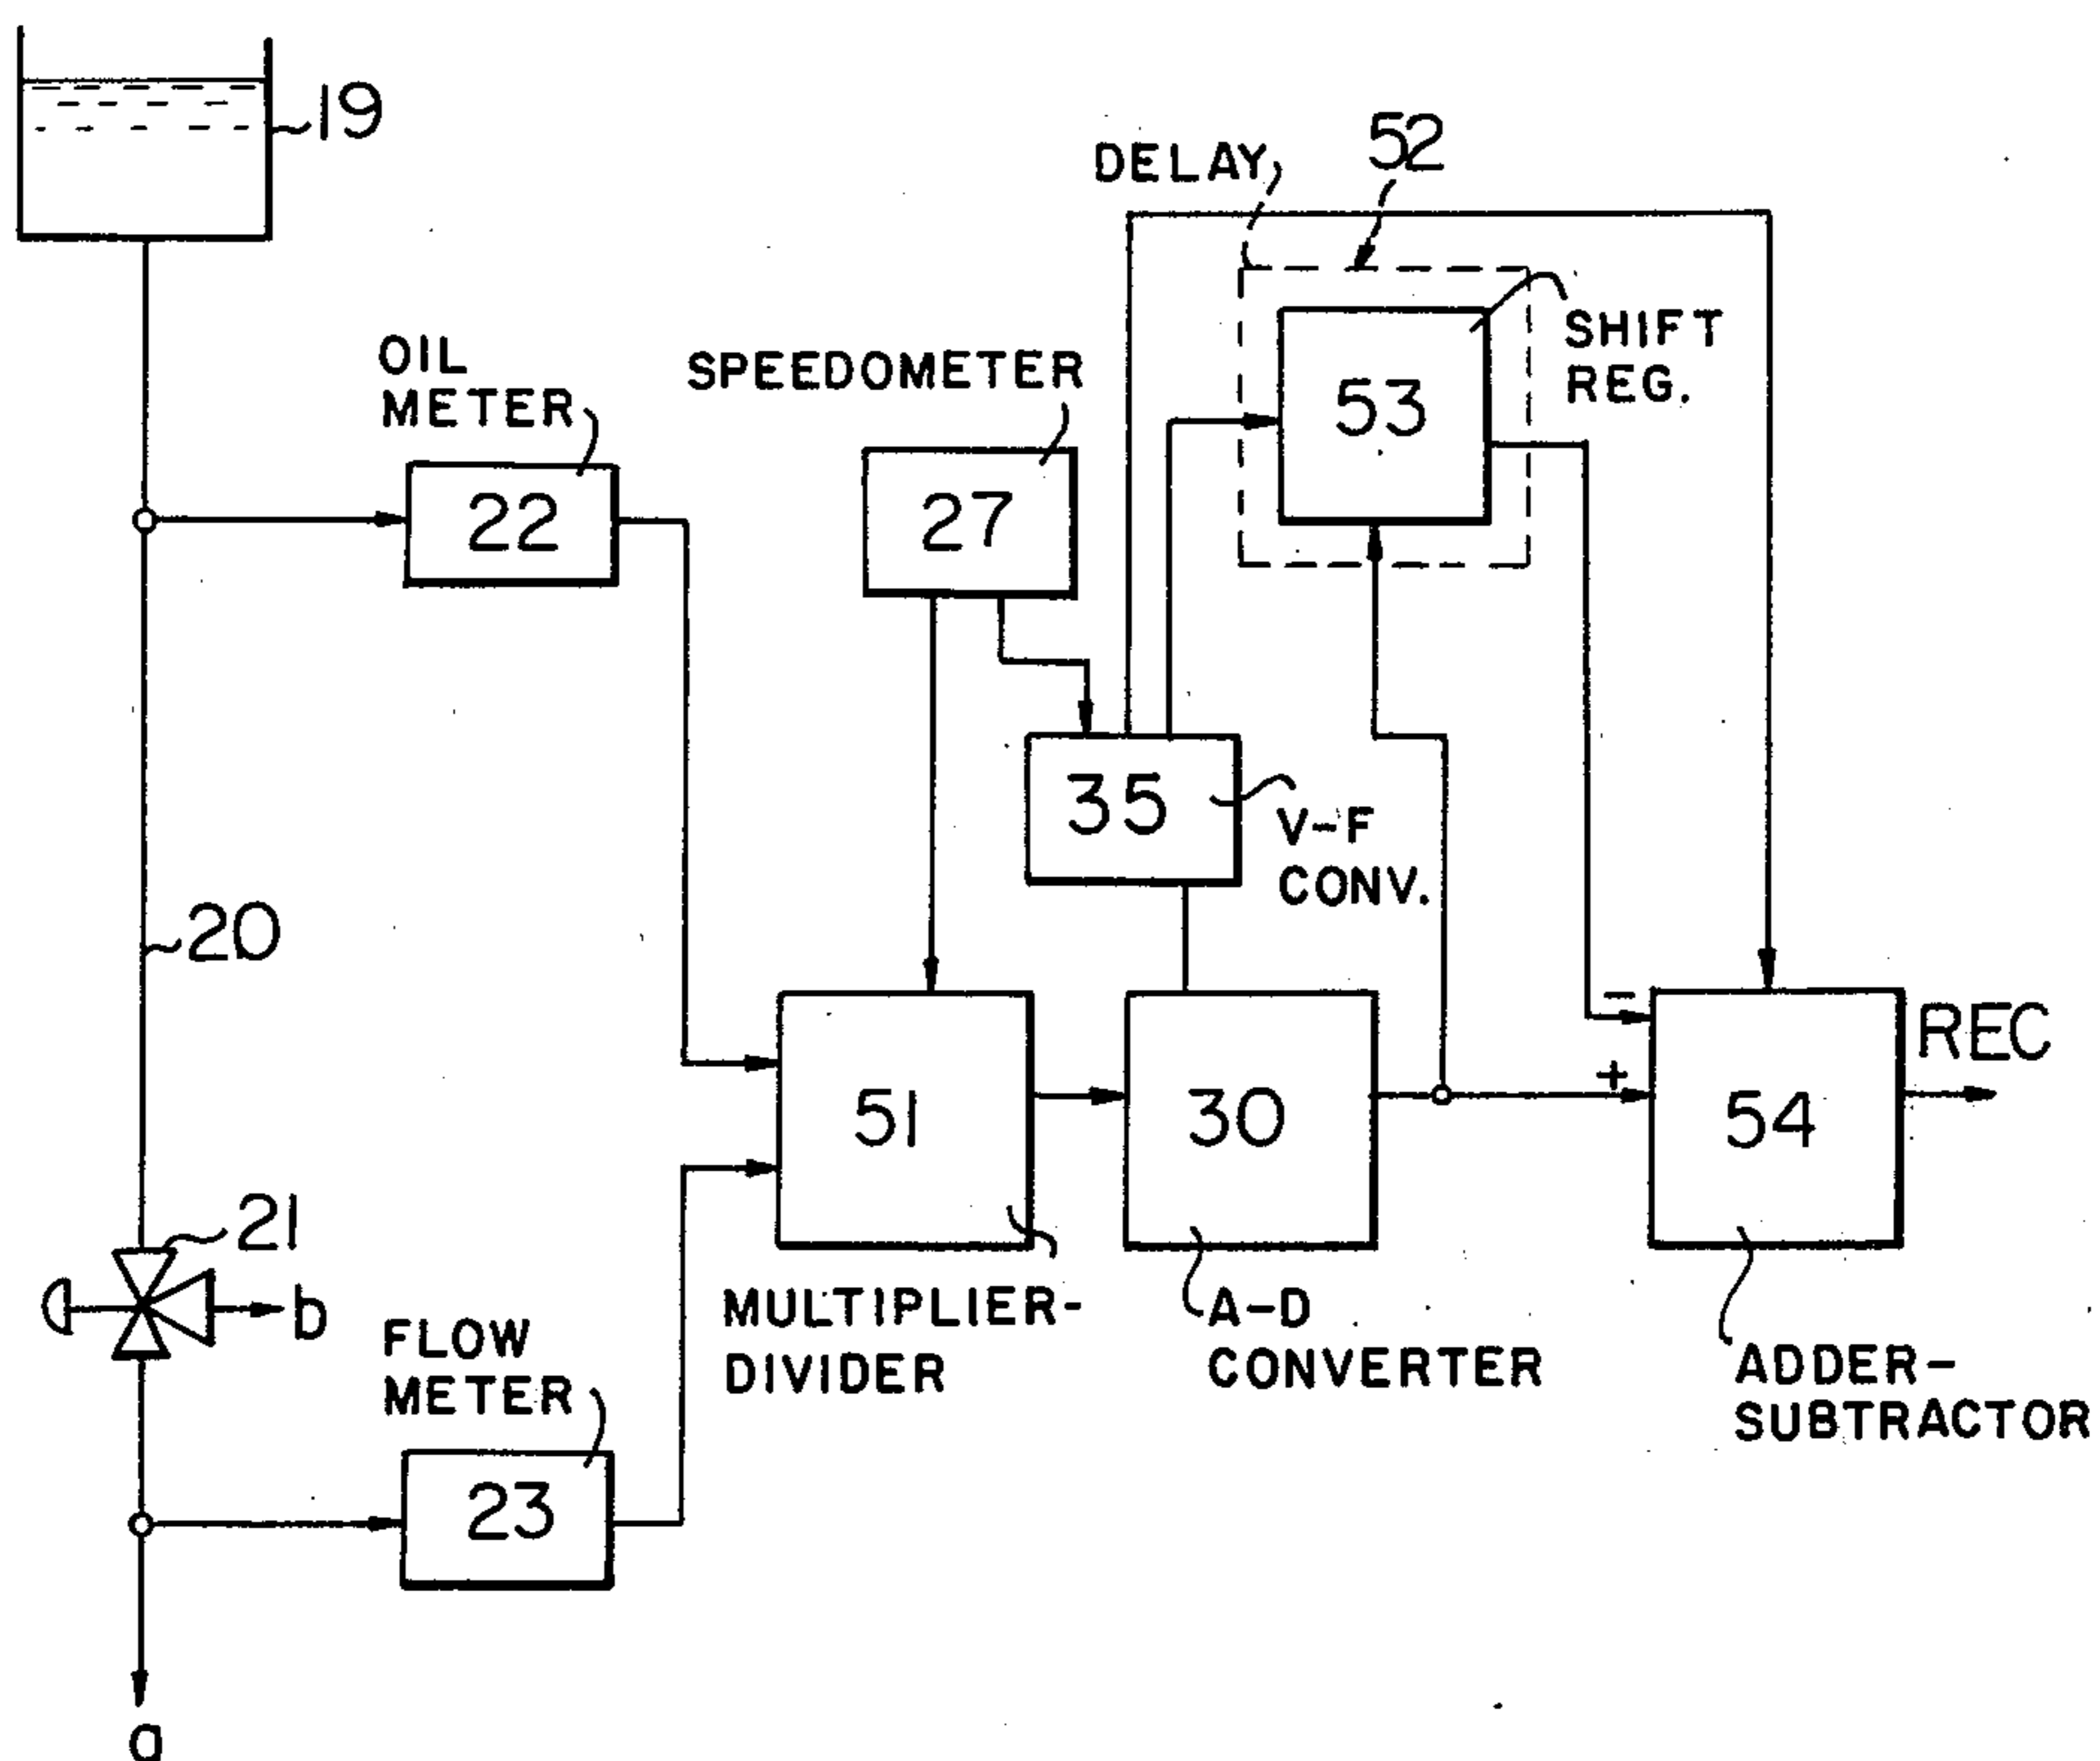 19
DELAY
52
OIL
METER
SPEEDOMETER
SHIFT
REG.
53
22
27
35
V-F
CONV.
20
-
REC
+
51
30
54
21
b
MULTIPLIER-
DIVIDER
A-D
CONVERTER
FLOW
METER
ADDER-
SUBTRACTOR
23
a